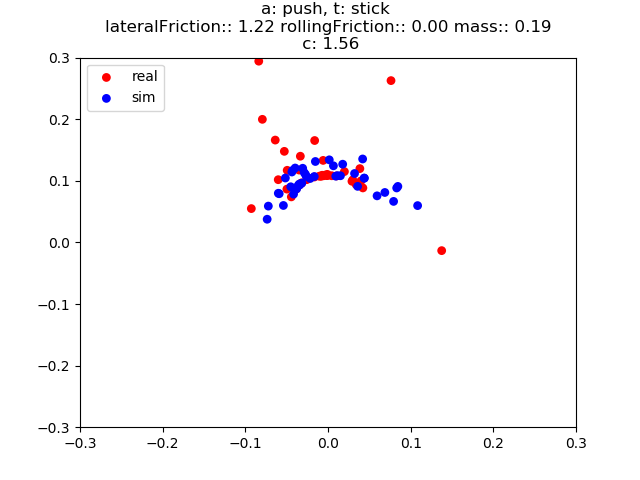 a: push, t: stick
lateralFriction:: 1.22 rollingFriction:: 0.00 mass:: 0.19
c: 1.56
real
sim
0.3
0.2
0.1
0.0
−0.1
−0.2
−0.3
−0.3 −0.2 −0.1 0.0 0.1 0.2 0.3